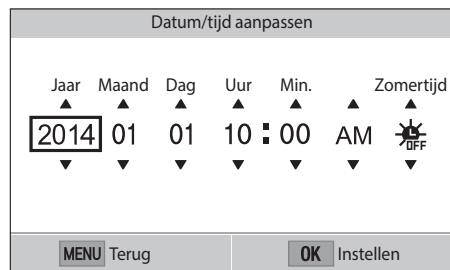 Datum/tijd aanpassen
Jaar Maand Dag Uur Min. Zomertijd
2014 01 01 10 : 00 AM OFF
MENU Terug OK Instellen